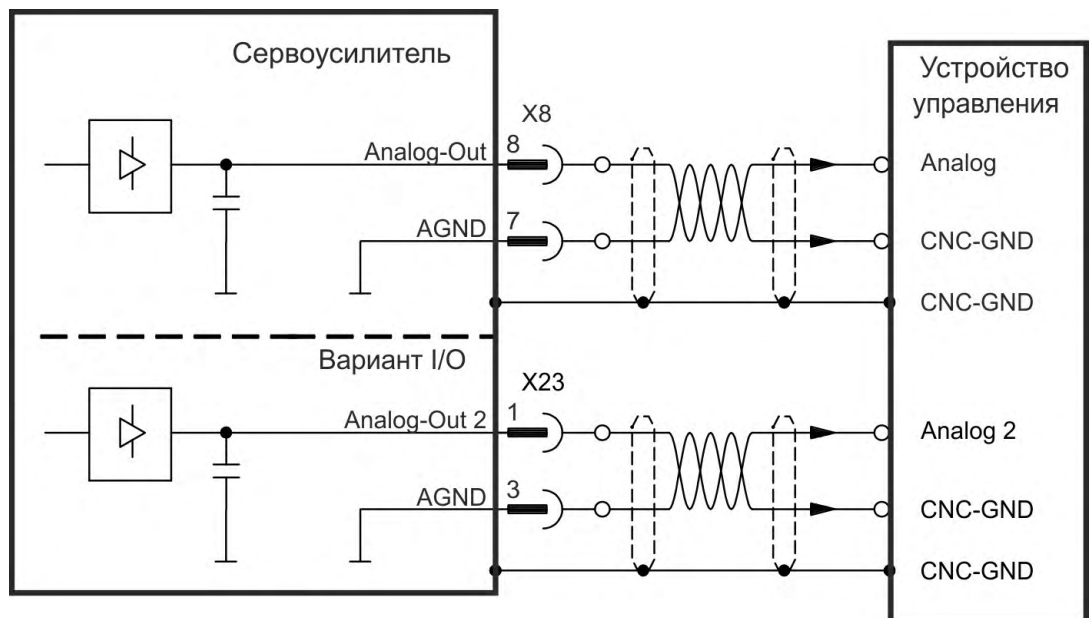 Сервоусилитель
Устройство
управления
X8
Analog-Out 8
Analog
AGND 7
CNC-GND
CNC-GND
Вариант I/O
X23
Analog-Out 2 1
Analog 2
AGND 3
CNC-GND
CNC-GND